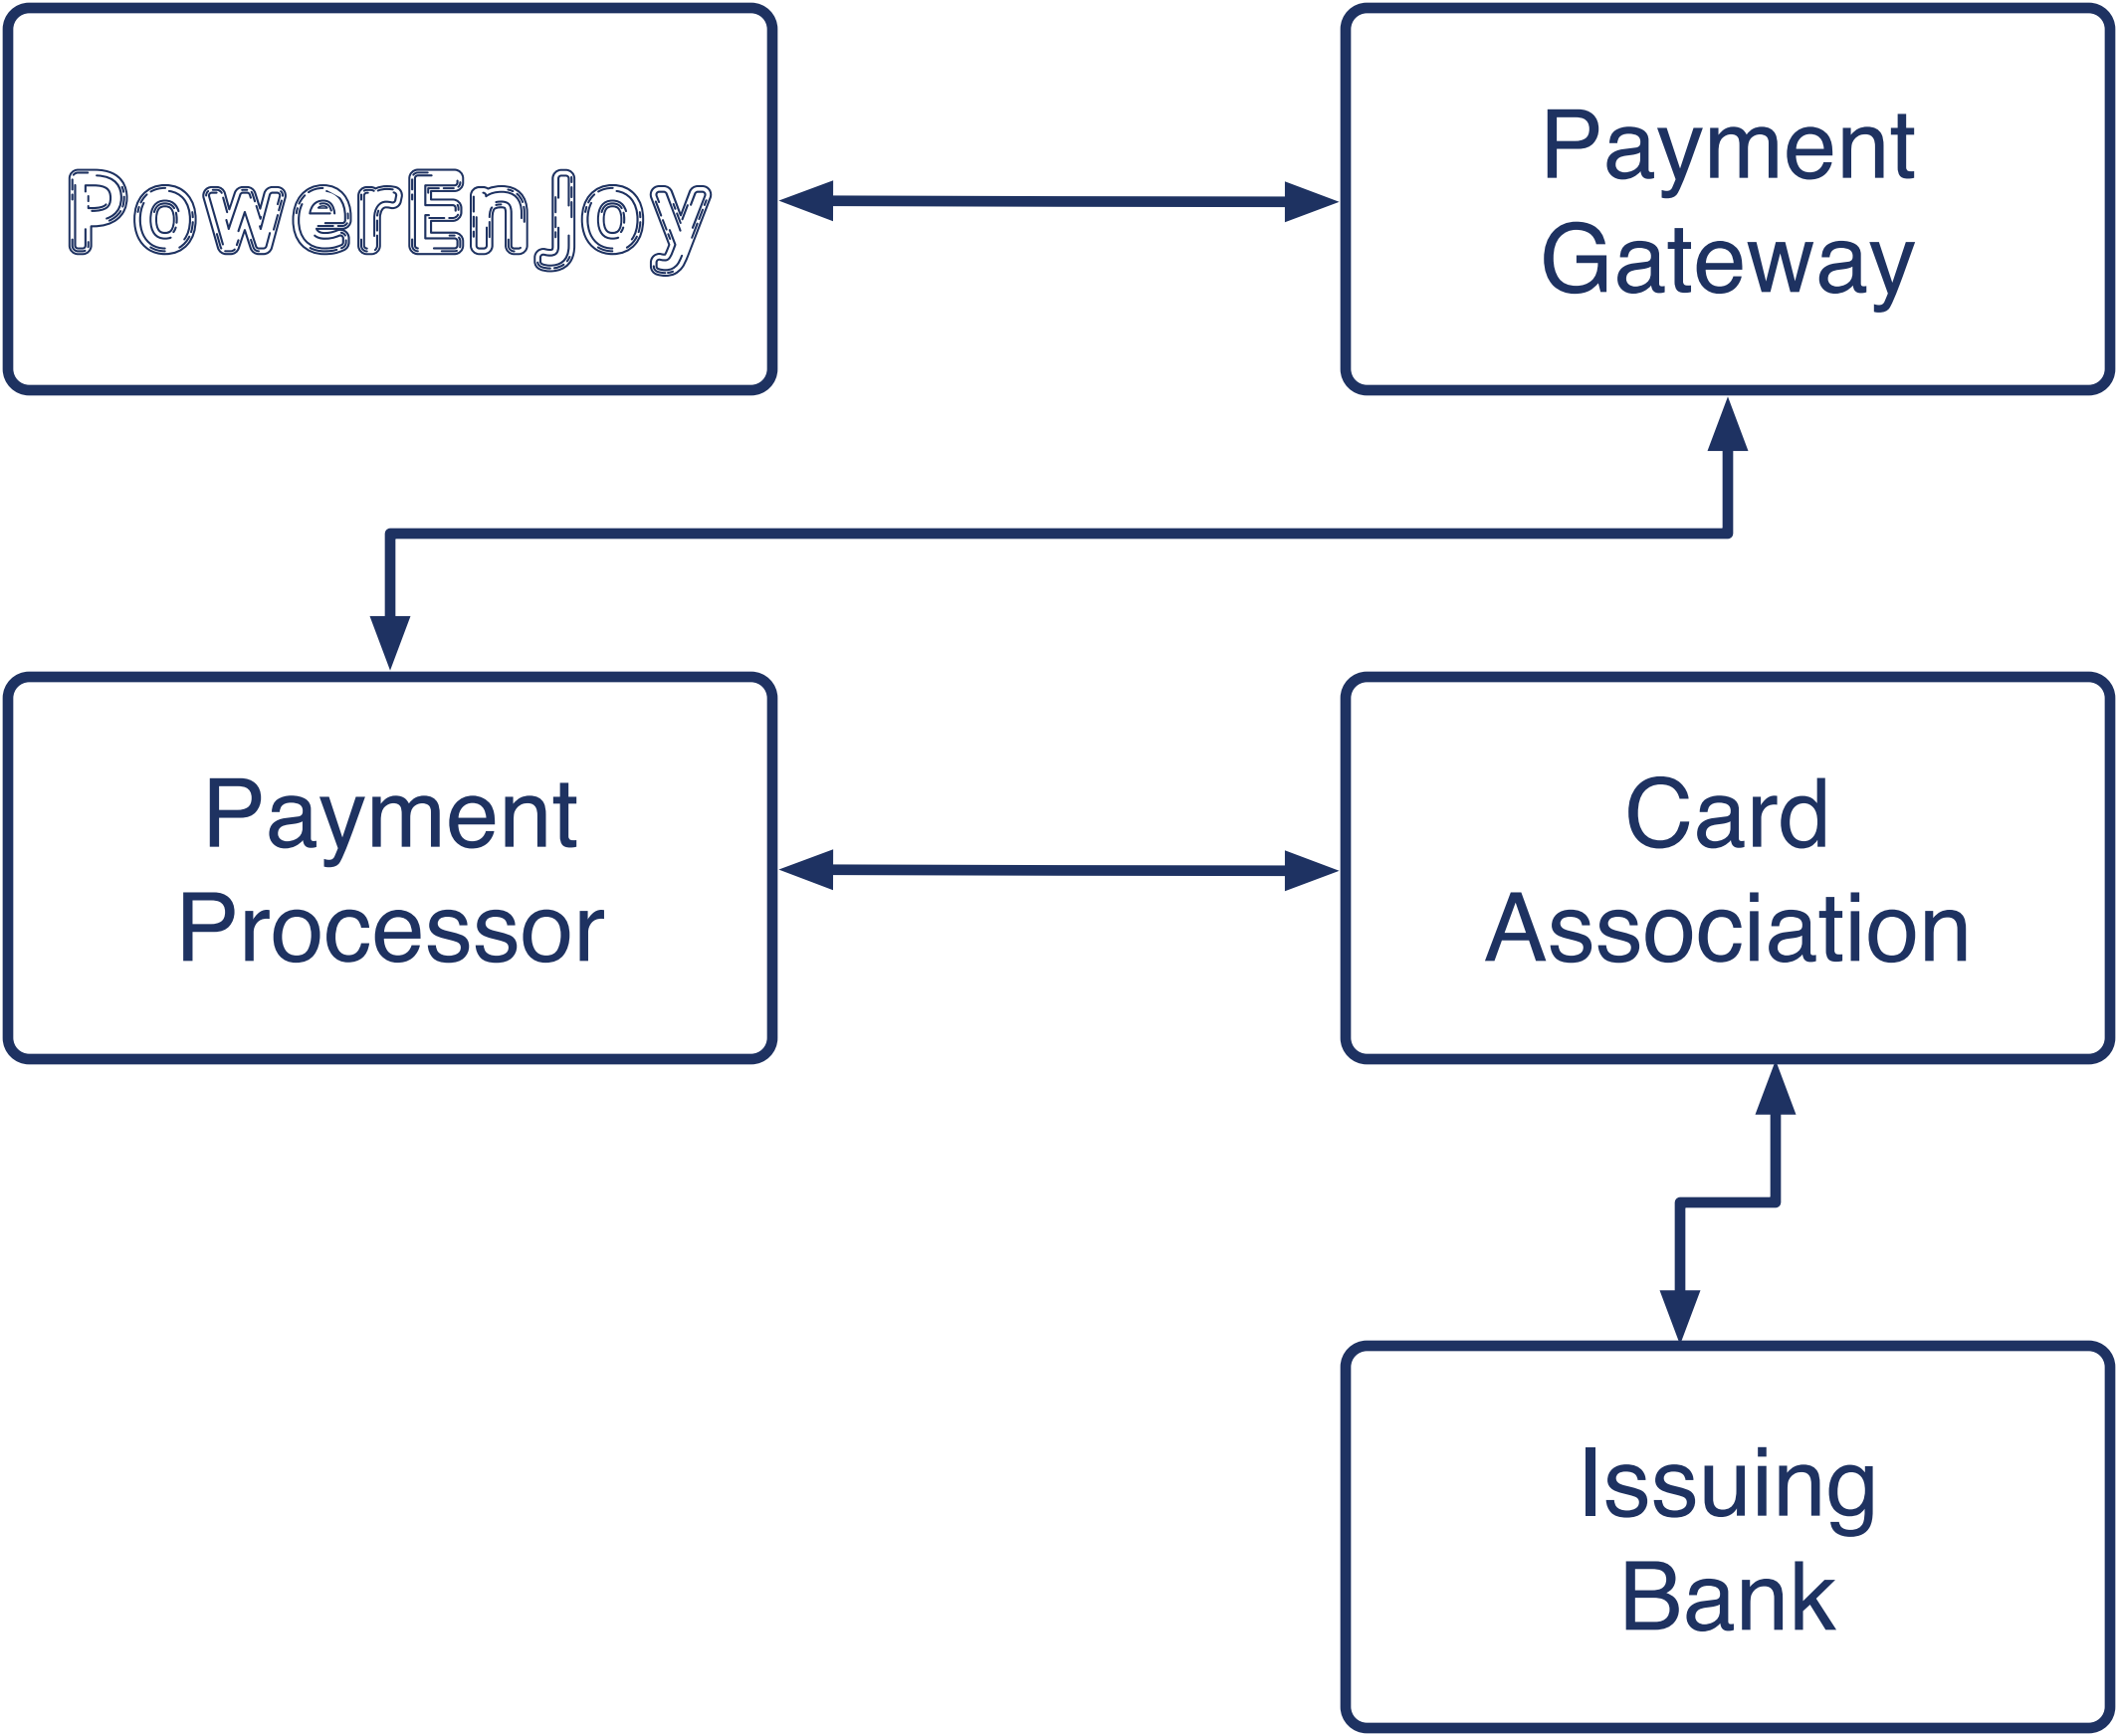 PowerEnjoy
Payment
Gateway
Payment
Processor
Card
Association
Issuing
Bank